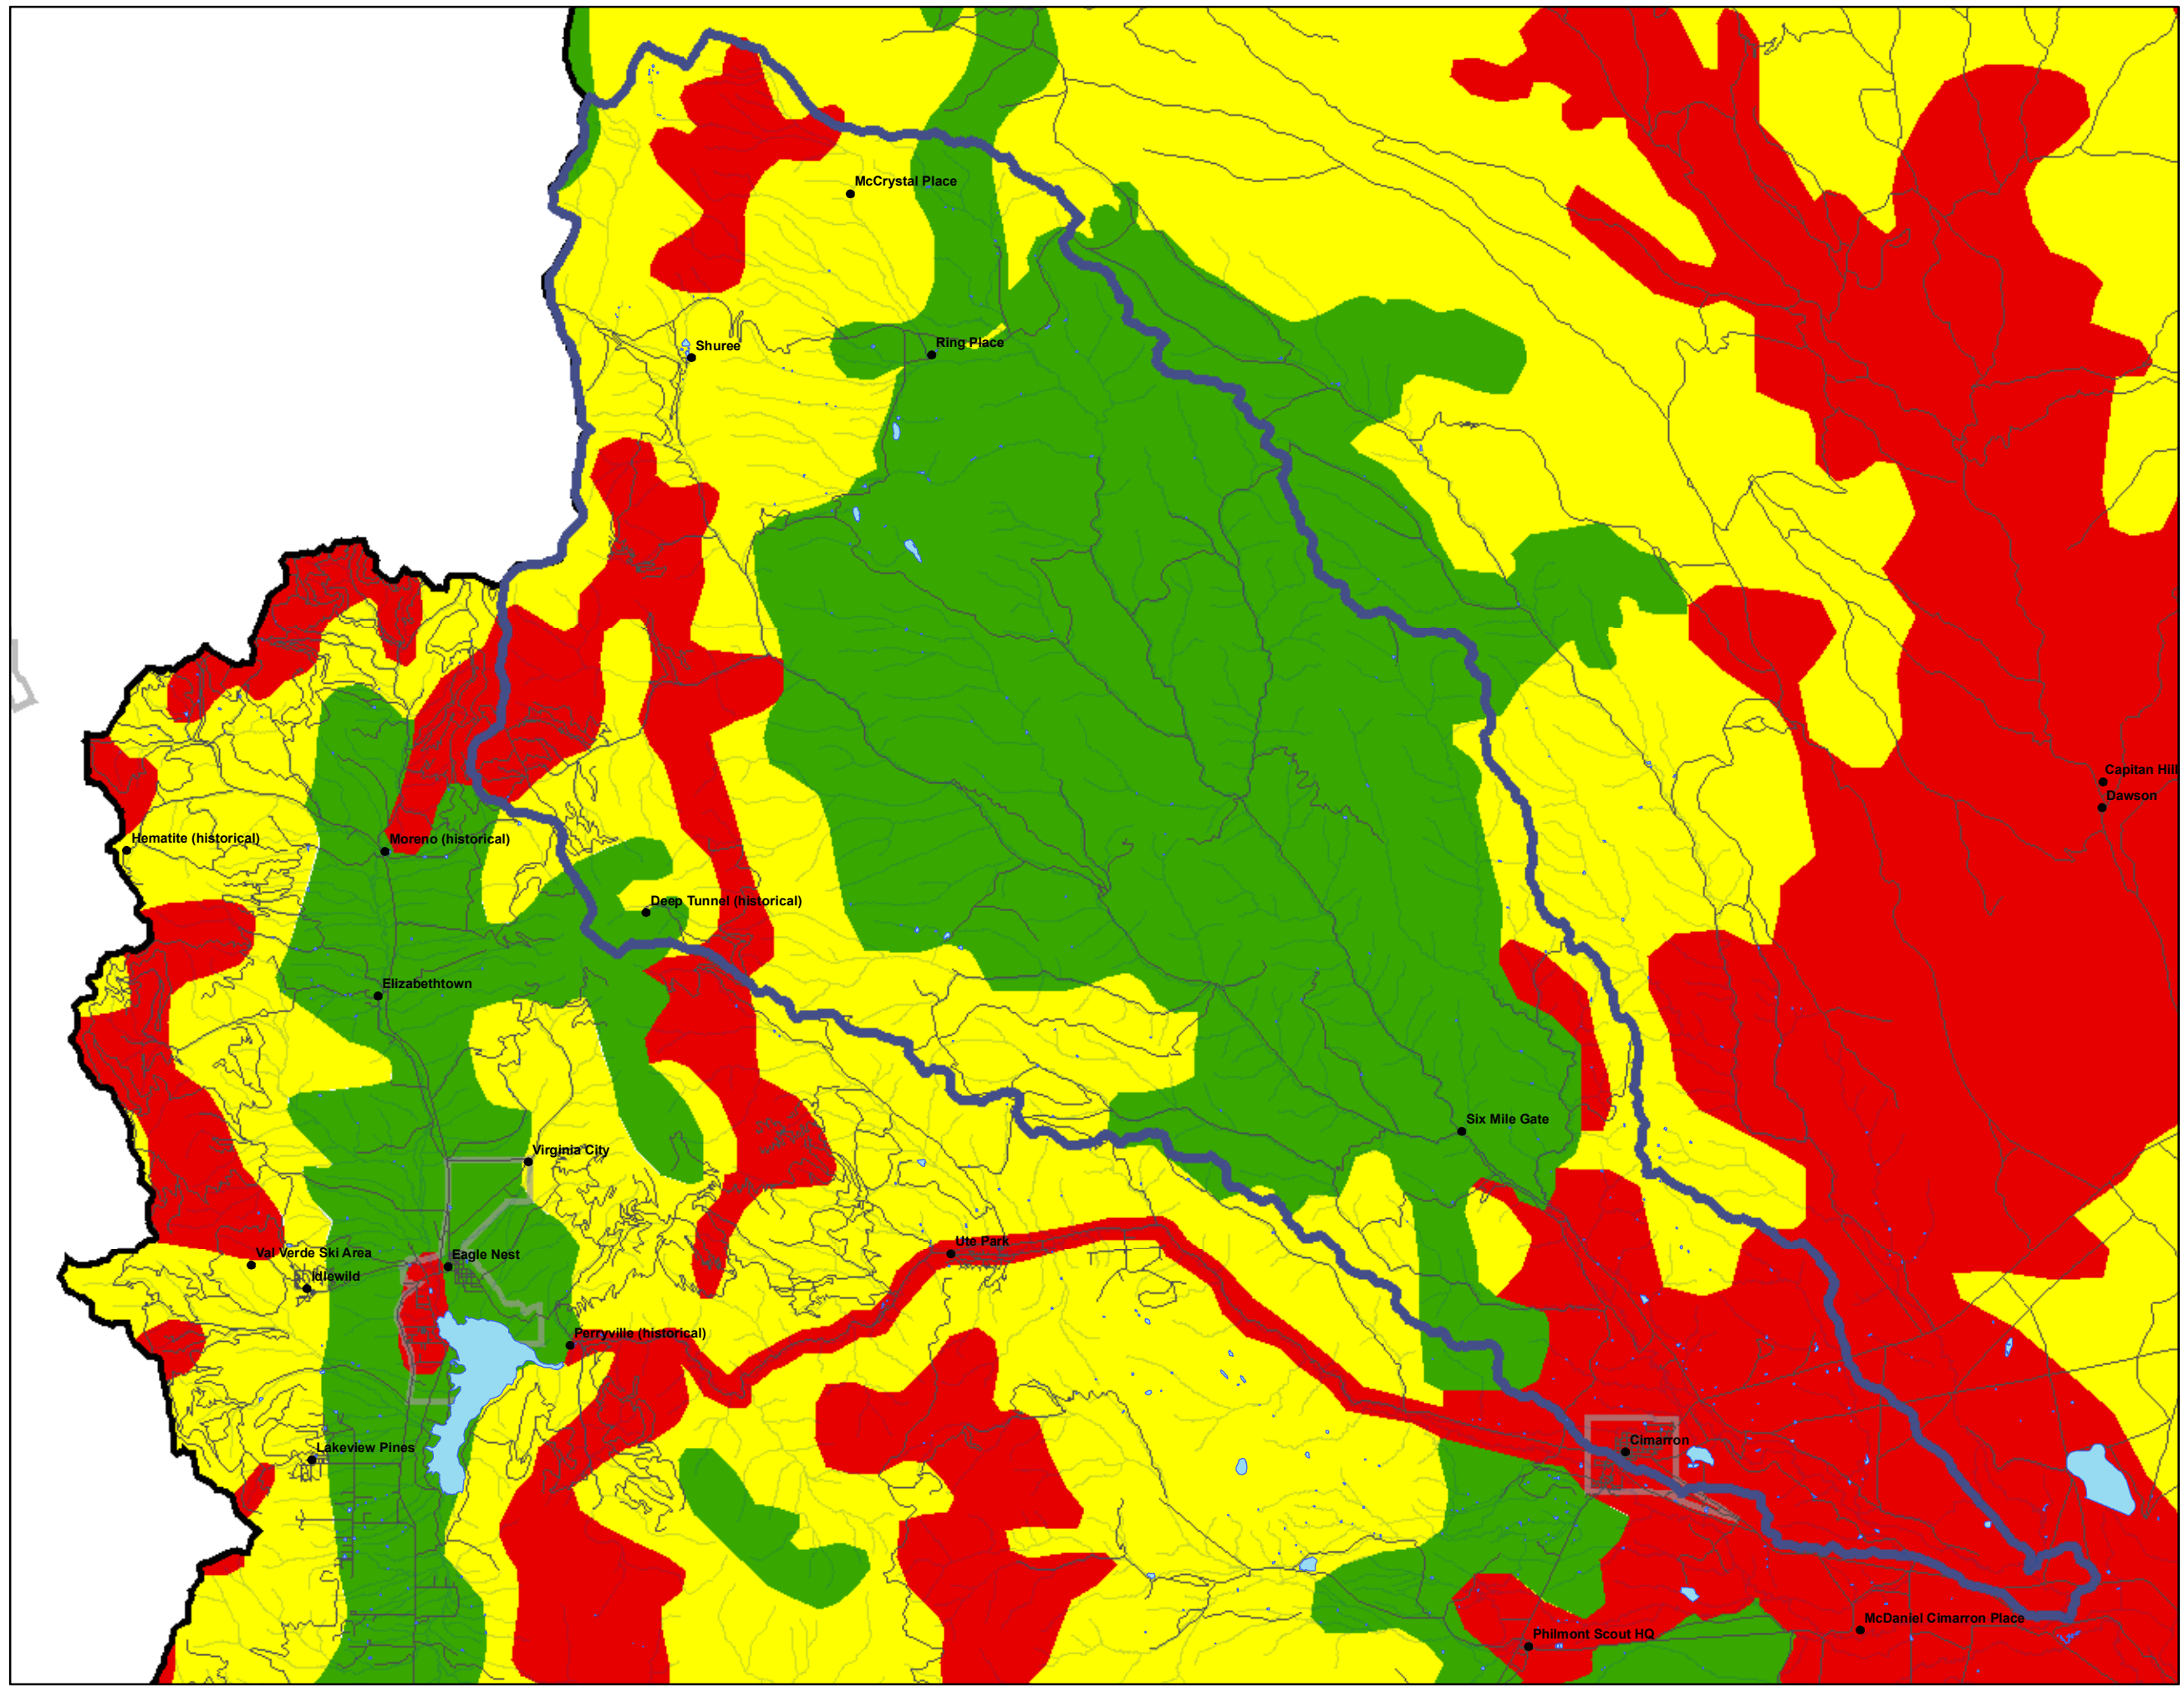 McCrystal Place
Ring Place
Shuree
Capitan Hill
Dawson
Hematite (historical)
Moreno (historical)
Deep Tunnel (historical)
Elizabethtown
Six Mile Gate
Virginia City
Ute Park
Val Verde Ski Area
Eagle Nest
Idlewild
Perryville (historical)
Cimarron
Lakeview Pines
McDaniel Cimarron Place
Philmont Scout HQ